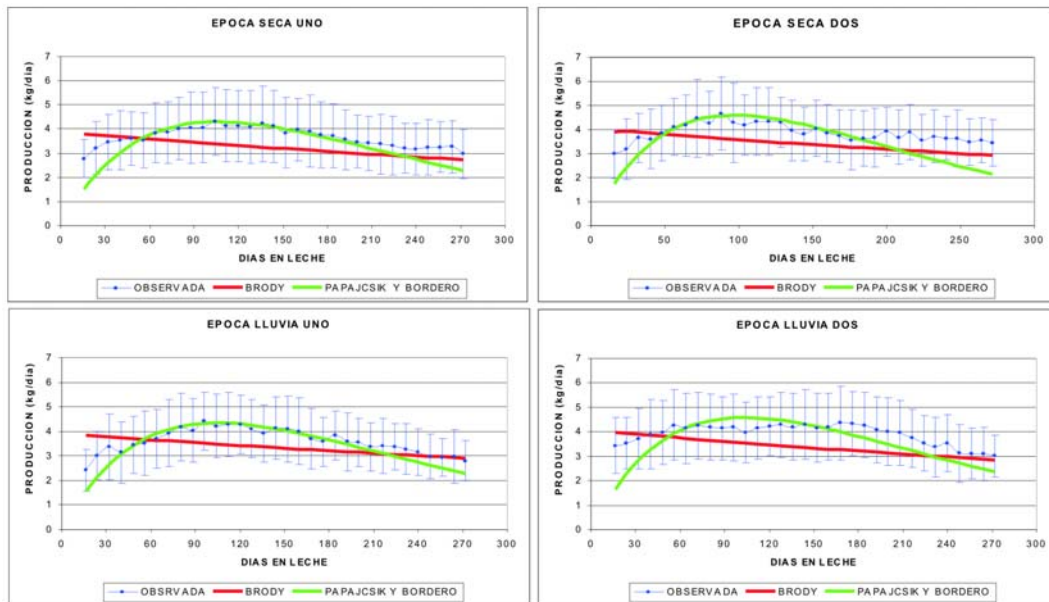 EPOCA SECA UNO
PRODUCCION (kg/día)
7
6
5
4
3
2
1
0
0 30 60 90 120 150 180 210 240 270 300
DIAS EN LECHE
OBSERVADA BRODY PAPAJCSIK Y BORDERO
EPOCA SECA DOS
PRODUCCION (kg/día)
7
6
5
4
3
2
1
0
0 50 100 150 200 250 300
DIAS EN LECHE
OBSERVADA BRODY PAPAJCSIK Y BORDERO
EPOCA LLUVIA UNO
PRODUCCION (kg/día)
7
6
5
4
3
2
1
0
0 30 60 90 120 150 180 210 240 270 300
DIAS EN LECHE
OBSRVADA BRODY PAPAJCSIK Y BORDERO
EPOCA LLUVIA DOS
PRODUCCION (kg/día)
7
6
5
4
3
2
1
0
0 30 60 90 120 150 180 210 240 270 300
DIAS EN LECHE
OBSERVADA BRODY PAPAJCSIK Y BORDERO